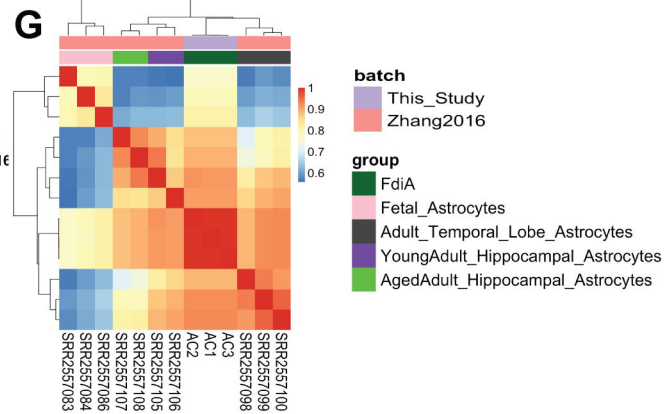 G
1
0.9
0.8
0.7
0.6
batch
This_Study
Zhang2016
group
FdiA
Fetal_Astrocytes
Adult_Temporal_Lobe_Astrocytes
YoungAdult_Hippocampal_Astrocytes
AgedAdult_Hippocampal_Astrocytes
SRR2557083
SRR2557084
SRR2557086
SRR2557107
SRR2557108
SRR2557105
SRR2557106
AC2
AC1
AC3
SRR2557098
SRR2557099
SRR2557100